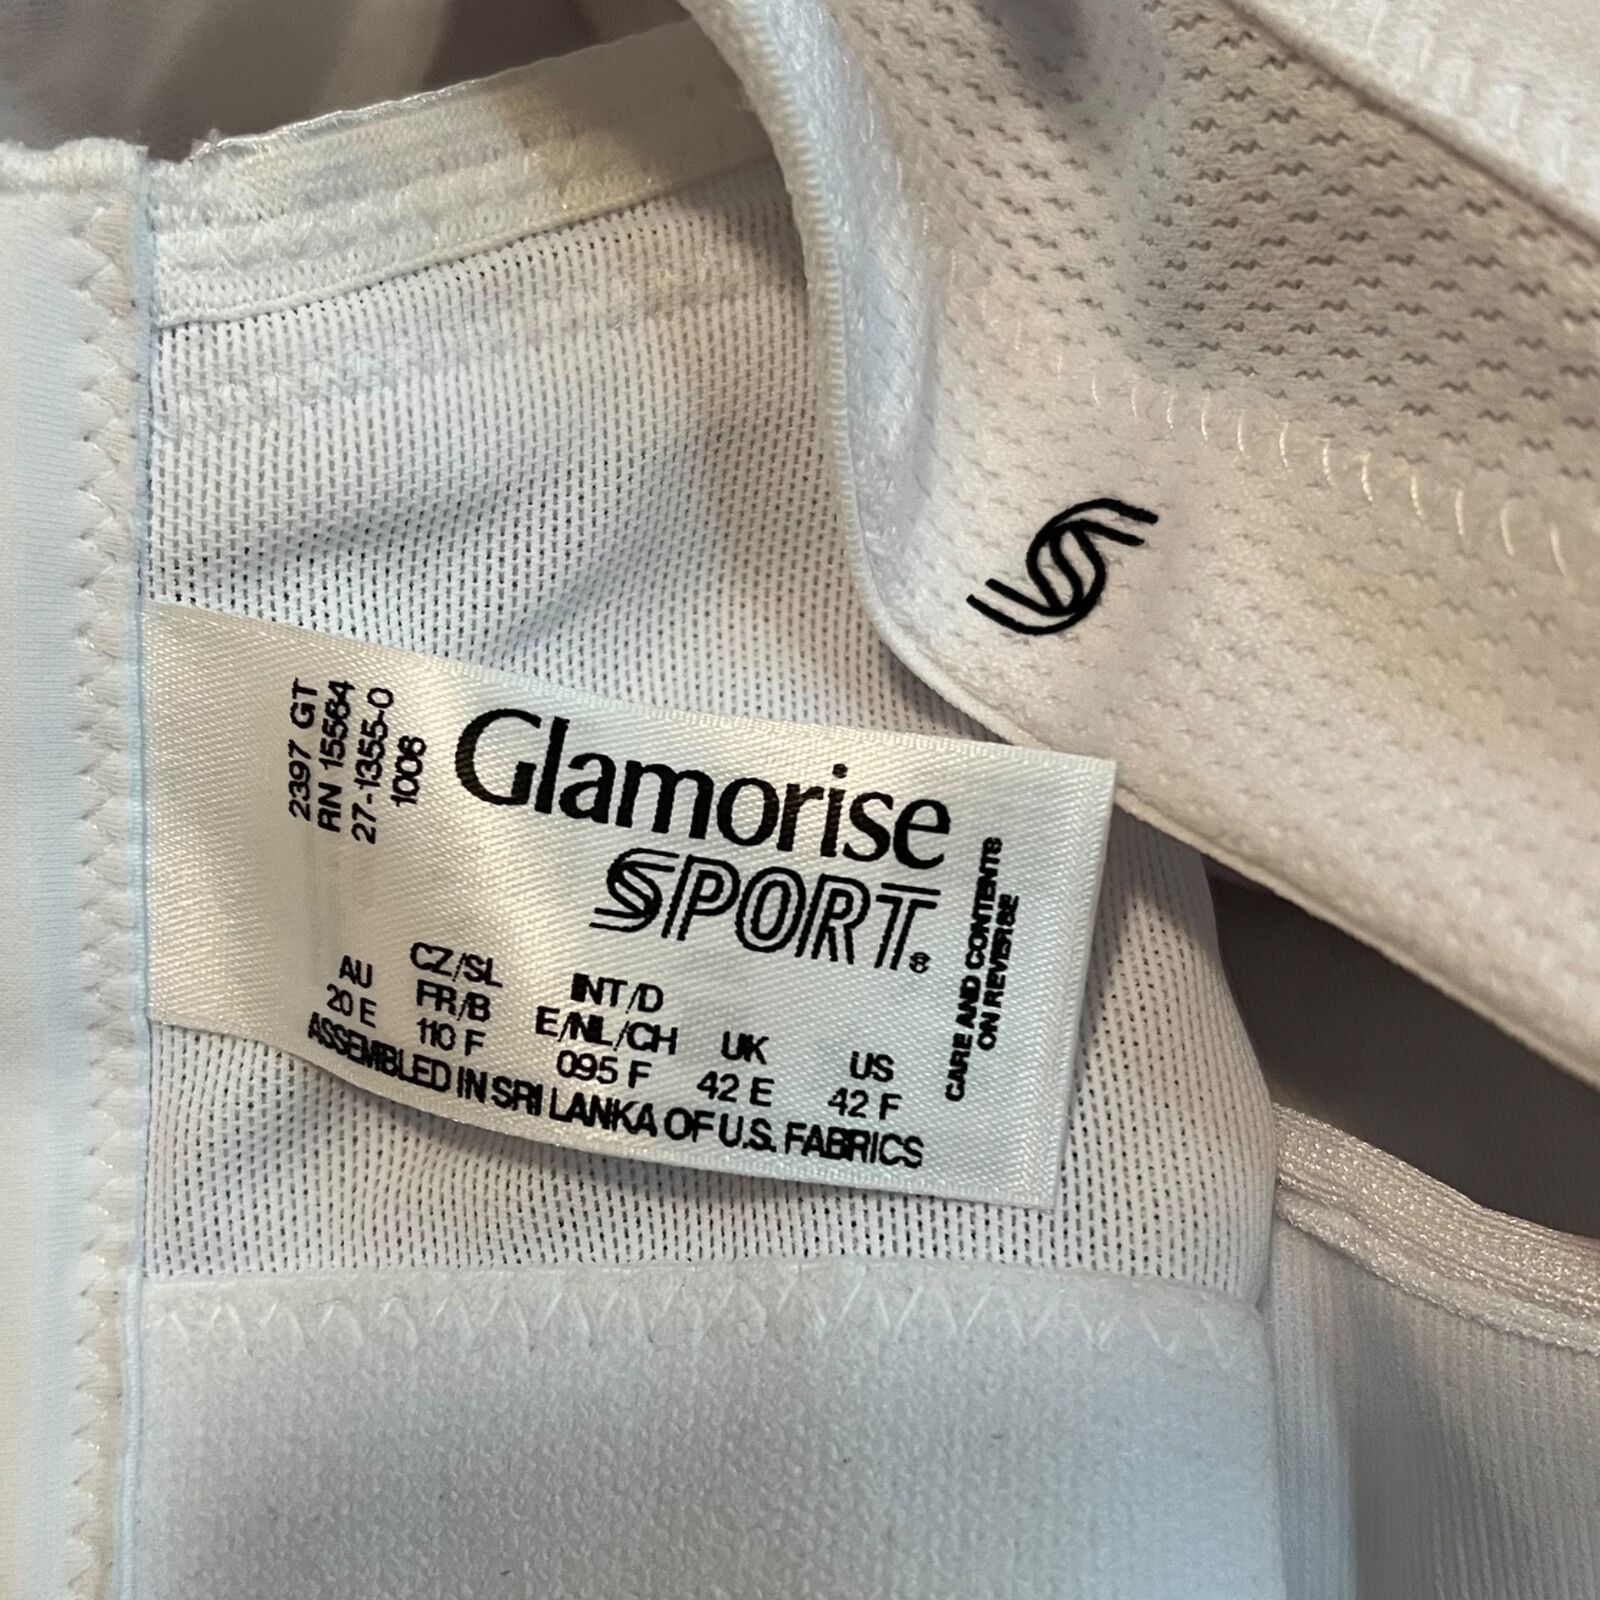 2397 GT
RN 15564
27-1355-0
1006
Glamorise
SPORT®
AU
20 E
CZ/SL
FR/B
110 F
INT/D
E/NL/CH
095 F
UK
42 E
US
42 F
ASSEMBLED IN SRI LANKA OF U.S. FABRICS
CARE AND CONTENTS
ON REVERSE